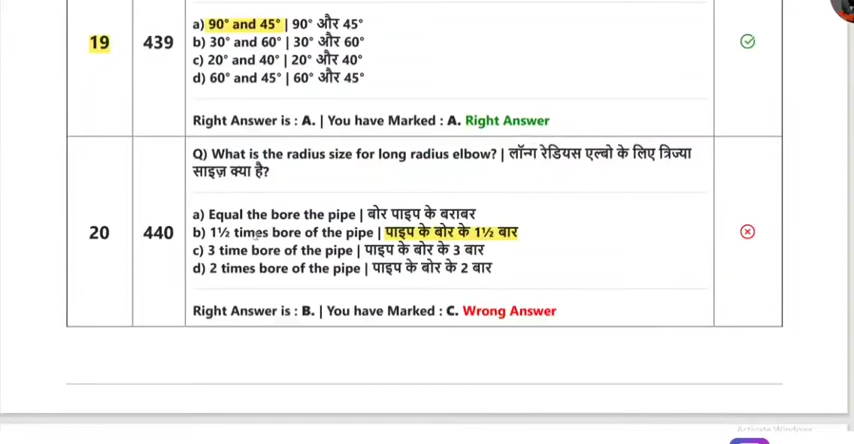 19
439
a) 90° and 45° | 90° और 45°
b) 30° and 60° | 30° और 60°
c) 20° and 40° | 20° और 40°
d) 60° and 45° | 60° और 45°
Right Answer is : A. | You have Marked : A. Right Answer
20
440
Q) What is the radius size for long radius elbow? | लॉन्ग रेडियस एल्बो के लिए त्रिज्या
साइज़ क्या है?
a) Equal the bore the pipe | बोर पाइप के बराबर
b) 1½ times bore of the pipe | पाइप के बोर के 1½ बार
c) 3 time bore of the pipe | पाइप के बोर के 3 बार
d) 2 times bore of the pipe | पाइप के बोर के 2 बार
Right Answer is : B. | You have Marked : C. Wrong Answer
Activate Windows